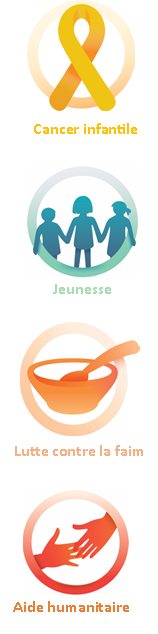 Cancer infantile
Jeunesse
Lutte contre la faim
Aide humanitaire